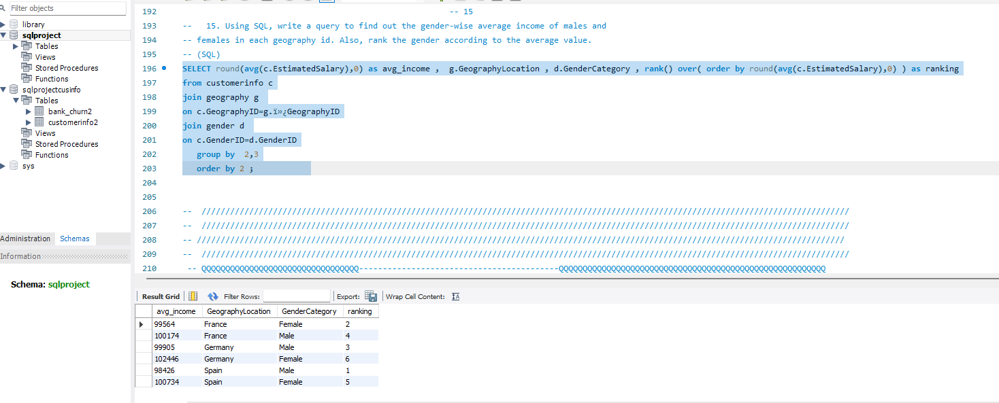 Filter objects
library
sqlproject
Tables
Views
Stored Procedures
Functions
sqlprojectcusinfo
Tables
bank_churn2
customerinfo2
Views
Stored Procedures
Functions
sys
Administration Schemas
Information
Schema: sqlproject
192 -- 15
193 -- 15. Using SQL, write a query to find out the gender-wise average income of males and
194 -- females in each geography id. Also, rank the gender according to the average value.
195 -- (SQL)
196 SELECT round(avg(c.EstimatedSalary),0) as avg_income , g.GeographyLocation , d.GenderCategory , rank() over( order by round(avg(c.EstimatedSalary),0) ) as ranking
197 from customerinfo c
198 join geography g
199 on c.GeographyID=g.ï»¿GeographyID
200 join gender d
201 on c.GenderID=d.GenderID
202 group by 2,3
203 order by 2 ;
204
205
206 -- ////////////////////////////////////////////////////////////////////////////////////////////////////////////////////////////////////////
207 -- ////////////////////////////////////////////////////////////////////////////////////////////////////////////////////////////////////////
208 -- ////////////////////////////////////////////////////////////////////////////////////////////////////////////////////////////////////////
209 -- ////////////////////////////////////////////////////////////////////////////////////////////////////////////////////////////////////////
210 -- QQQQQQQQQQQQQQQQQQQQQQQQQQQQQQQQQ------------------------------------------QQQQQQQQQQQQQQQQQQQQQQQQQQQQQQQQQQQQQQQQQQQQQQQQQQQQQQQQ
Result Grid Filter Rows: Export: Wrap Cell Content:
avg_income GeographyLocation GenderCategory ranking
99564 France Female 2
100174 France Male 4
99905 Germany Male 3
102446 Germany Female 6
98426 Spain Male 1
100734 Spain Female 5